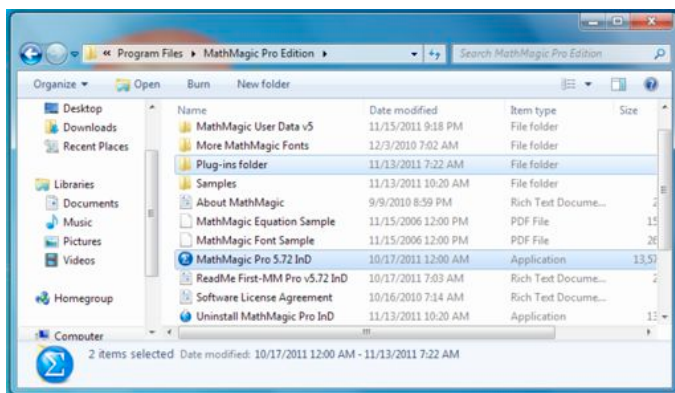 « Program Files ▸ MathMagic Pro Edition ▸ Search MathMagic Pro Edition
Organize Open Burn New folder
Desktop
Downloads
Recent Places
Libraries
Documents
Music
Pictures
Videos
Homegroup
Computer
Name Date modified Item type Size
MathMagic User Data v5 11/15/2011 9:18 PM File folder
More MathMagic Fonts 12/3/2010 7:02 AM File folder
Plug-ins folder 11/13/2011 7:22 AM File folder
Samples 11/13/2011 10:20 AM File folder
About MathMagic 9/9/2010 8:59 PM Rich Text Docume...
MathMagic Equation Sample 11/15/2006 12:00 PM PDF File 15
MathMagic Font Sample 11/15/2006 12:00 PM PDF File 26
MathMagic Pro 5.72 InD 10/17/2011 12:00 AM Application 13,57
ReadMe First-MM Pro v5.72 InD 10/17/2011 7:03 AM Rich Text Docume...
Software License Agreement 10/16/2010 7:14 AM Rich Text Docume...
Uninstall MathMagic Pro InD 11/13/2011 10:20 AM Application 13
2 items selected Date modified: 10/17/2011 12:00 AM - 11/13/2011 7:22 AM